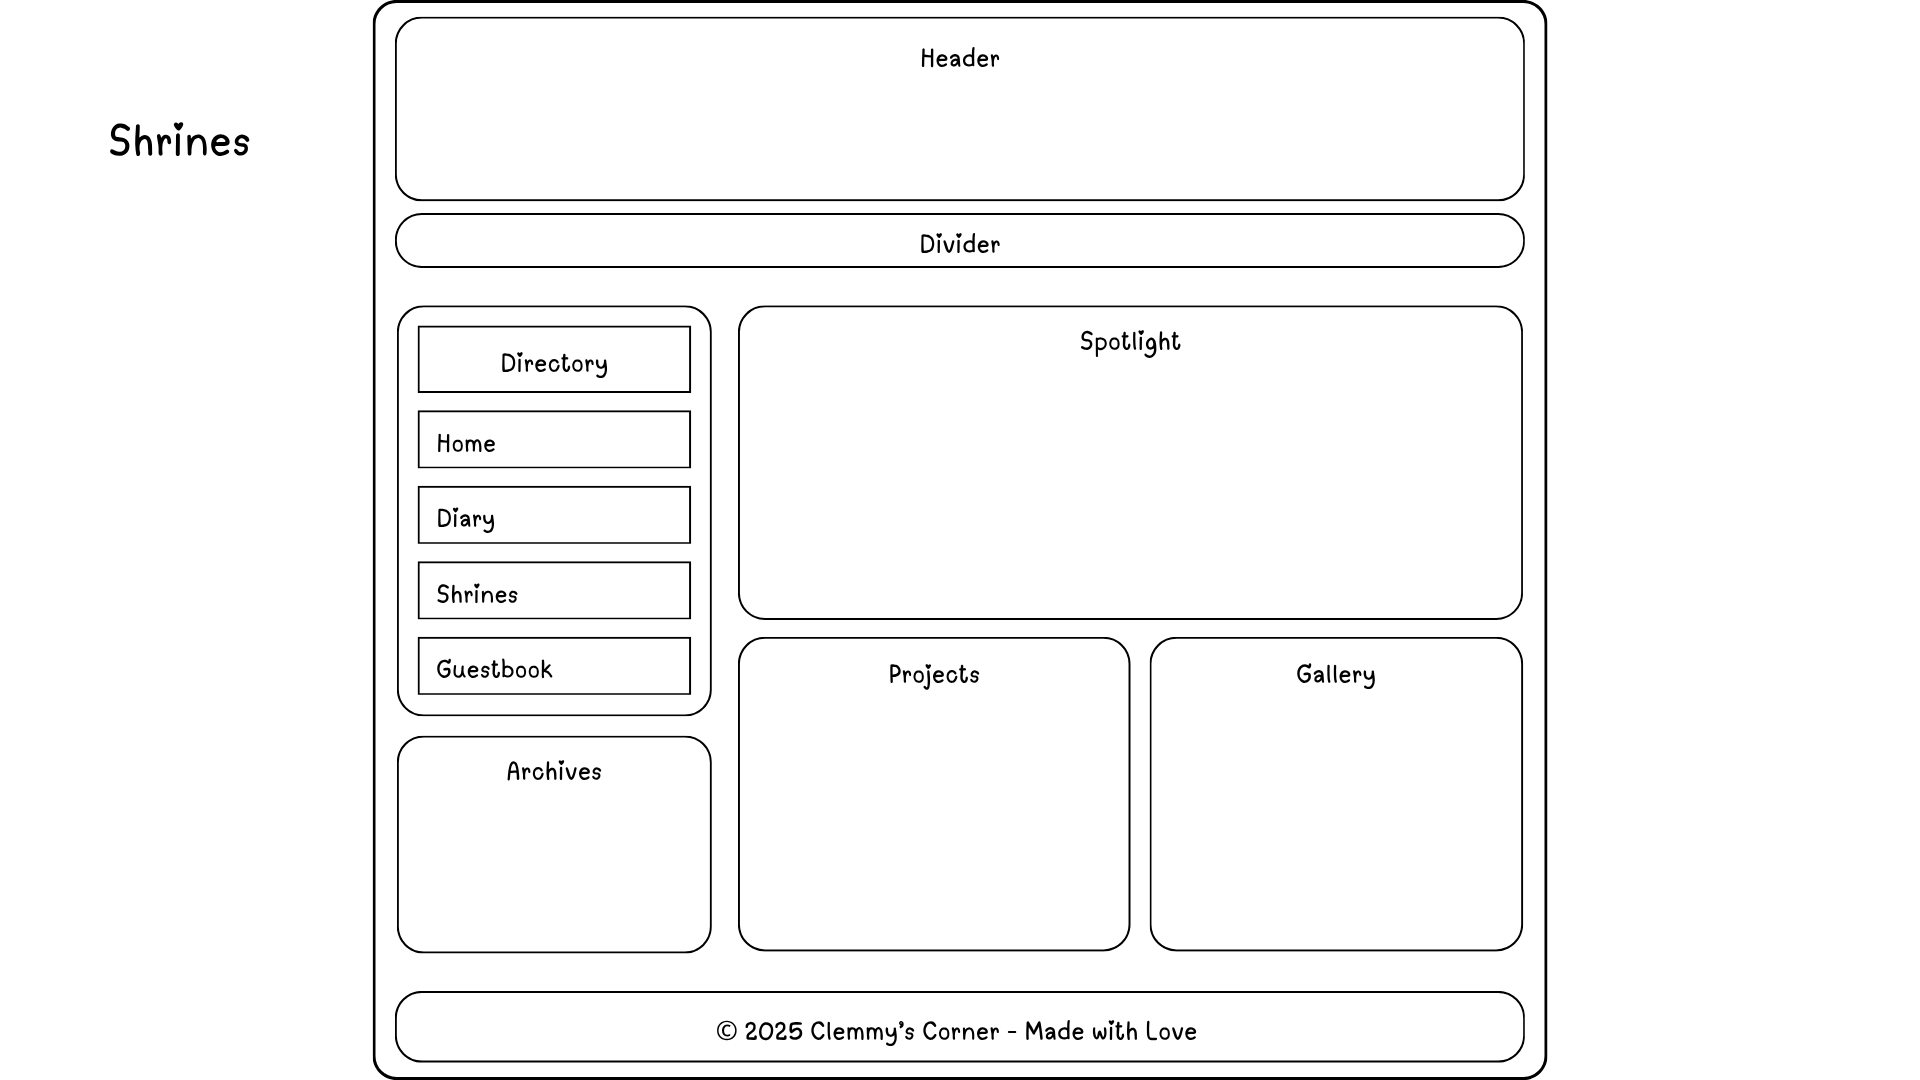 Shrines
Header
Divider
Directory
Home
Diary
Shrines
Guestbook
Archives
Spotlight
Projects
Gallery
© 2025 Clemmy's Corner - Made with Love